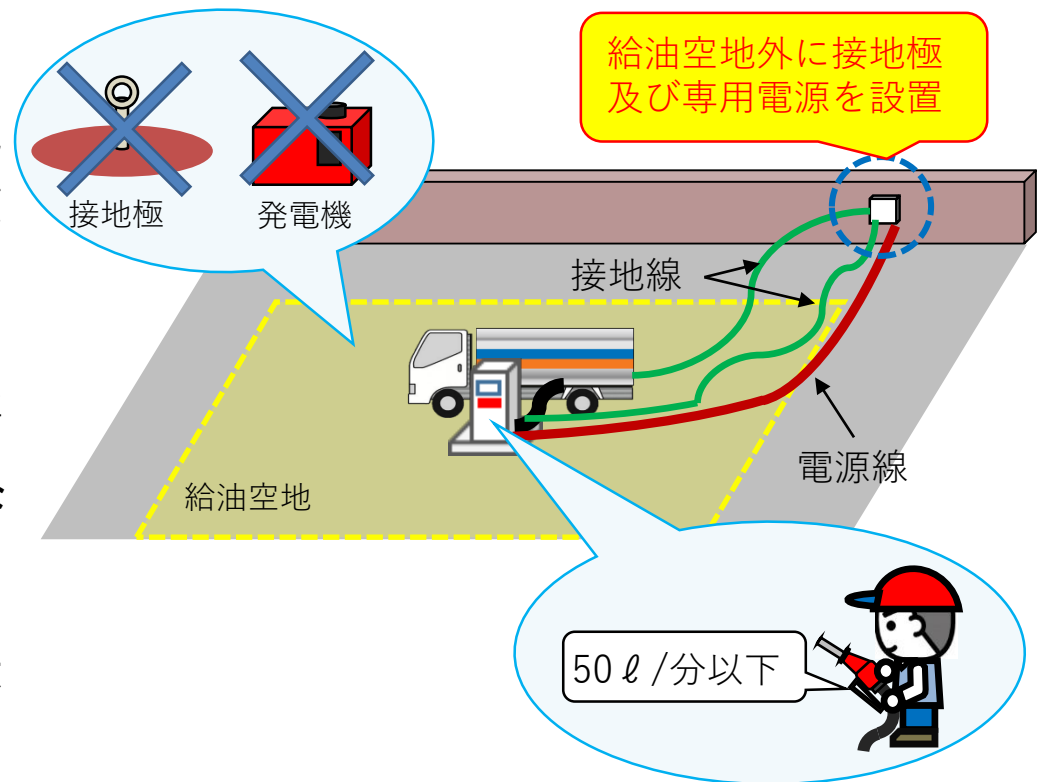 給油空地外に接地極
及び専用電源を設置
接地極
発電機
接地線
電源線
給油空地
50ℓ/分以下